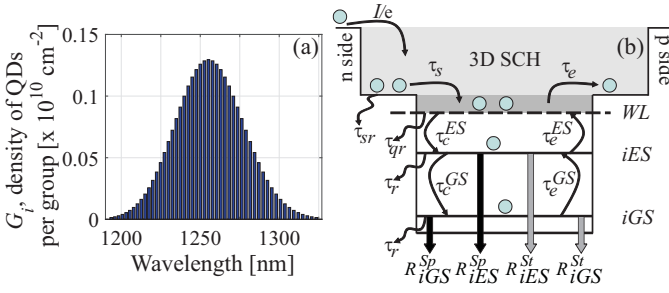 (a)
G_i, density of QDs
per group [x 10^10 cm^-2]
0.15
0.1
0.05
0
1200 1250 1300
Wavelength [nm]
(b)
I/e
n side
p side
3D SCH
τ_s
τ_e
τ_sr
WL
τ_qr
τ_c^ES
τ_e^ES
iES
τ_r
τ_c^GS
τ_e^GS
iGS
τ_r
R_iGS^Sp R_iES^Sp R_iES^St R_iGS^St